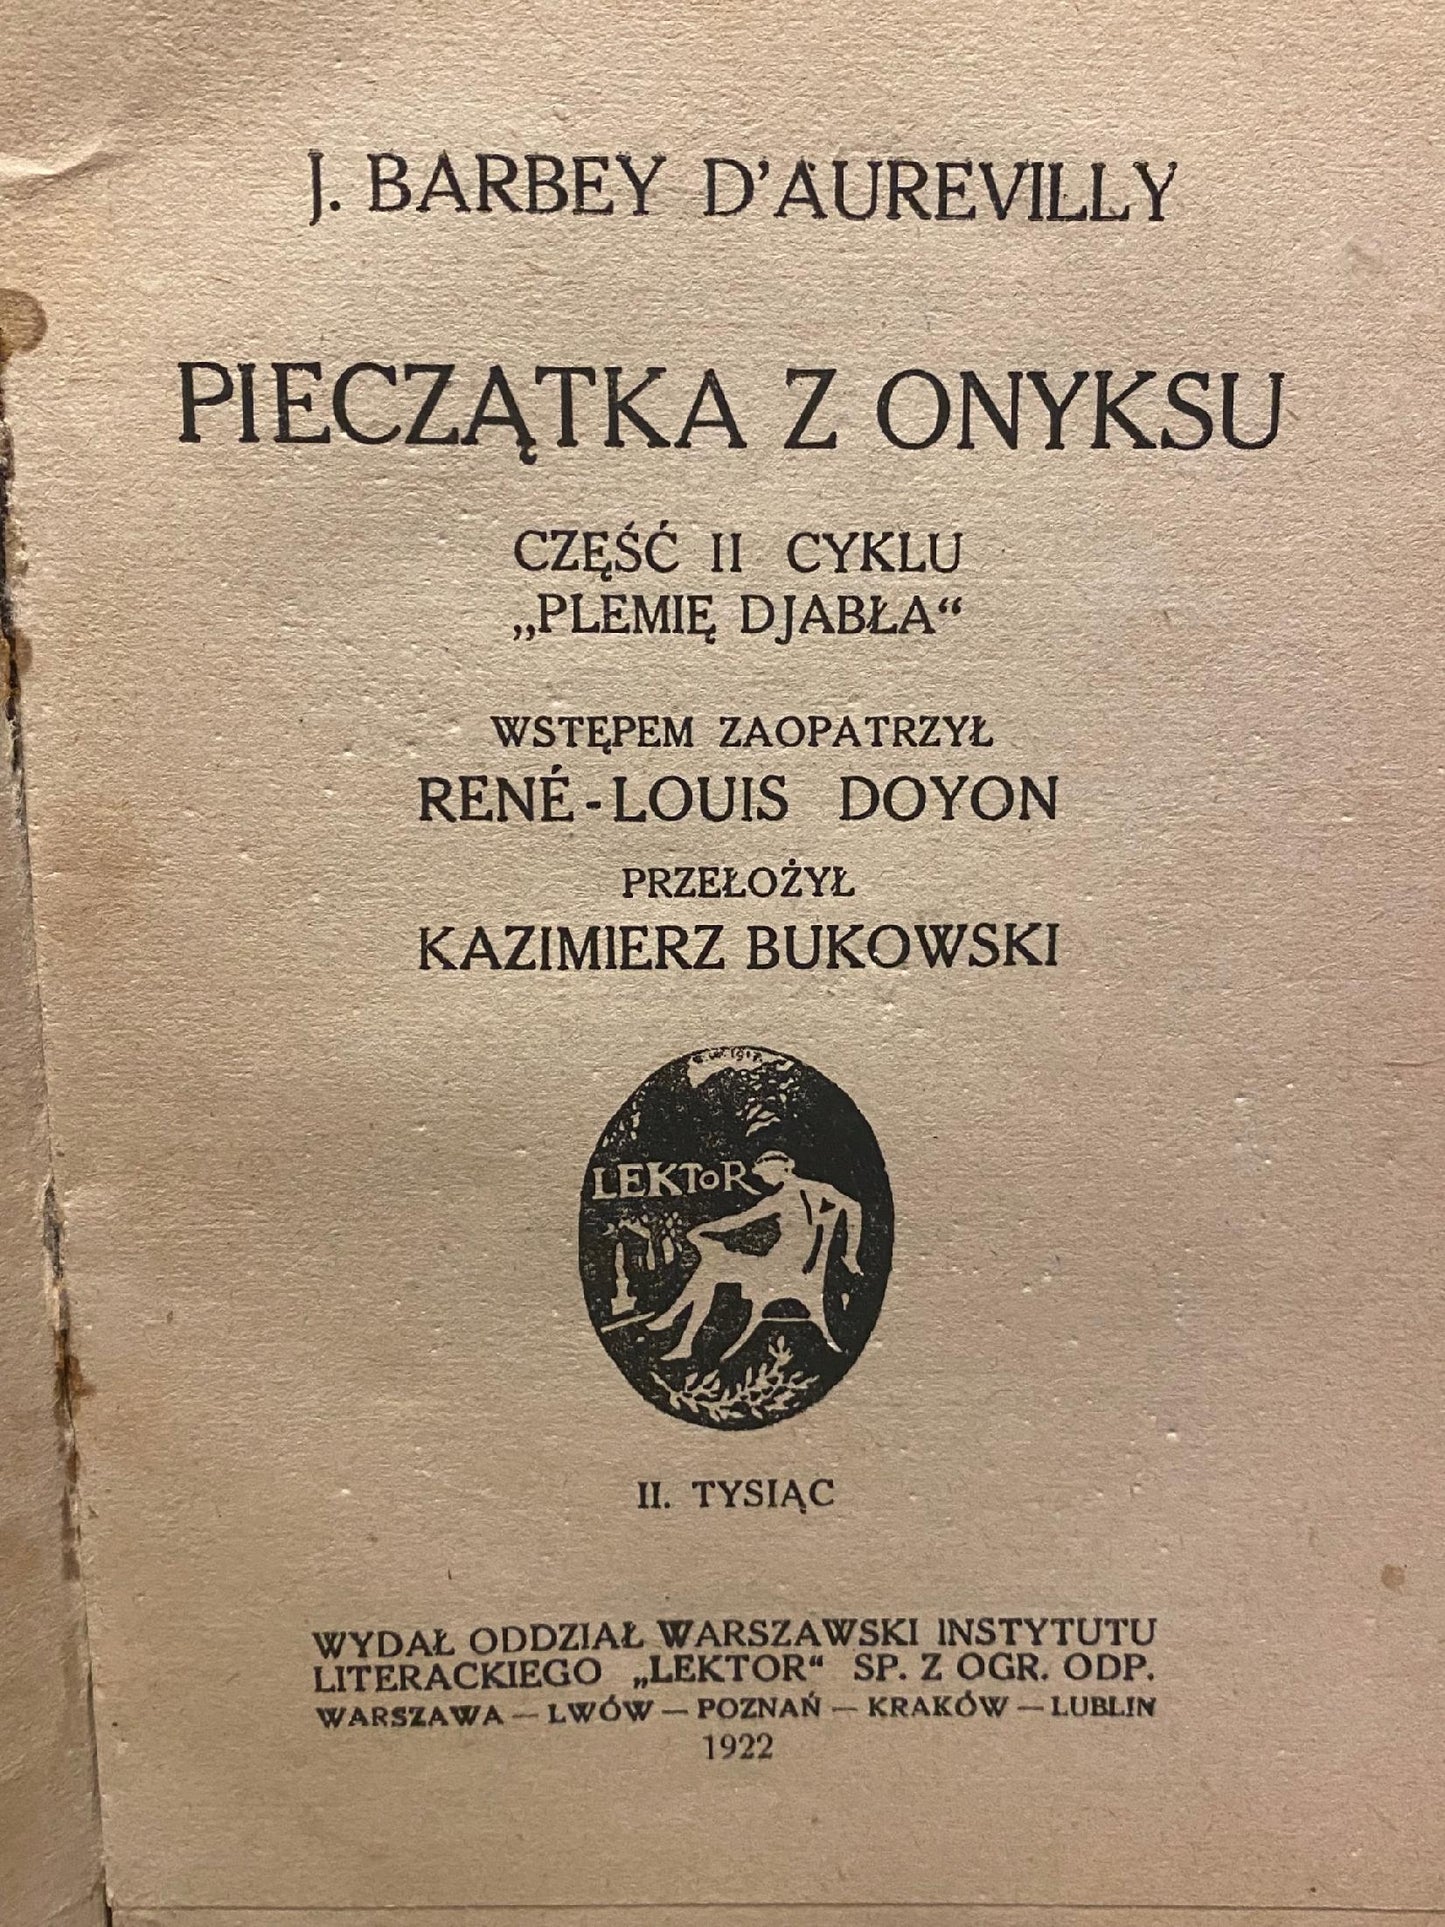 J. BARBEY D'AUREVILLY
PIECZĄTKA Z ONYKSU
CZĘŚĆ II CYKLU
„PLEMIĘ DJABŁA“
WSTĘPEM ZAOPATRZYŁ
RENÉ-LOUIS DOYON
PRZEŁOŻYŁ
KAZIMIERZ BUKOWSKI
1917
LEKTOR
II. TYSIĄC
WYDAŁ ODDZIAŁ WARSZAWSKI INSTYTUTU
LITERACKIEGO „LEKTOR“ SP. Z OGR. ODP.
WARSZAWA — LWÓW — POZNAŃ — KRAKÓW — LUBLIN
1922